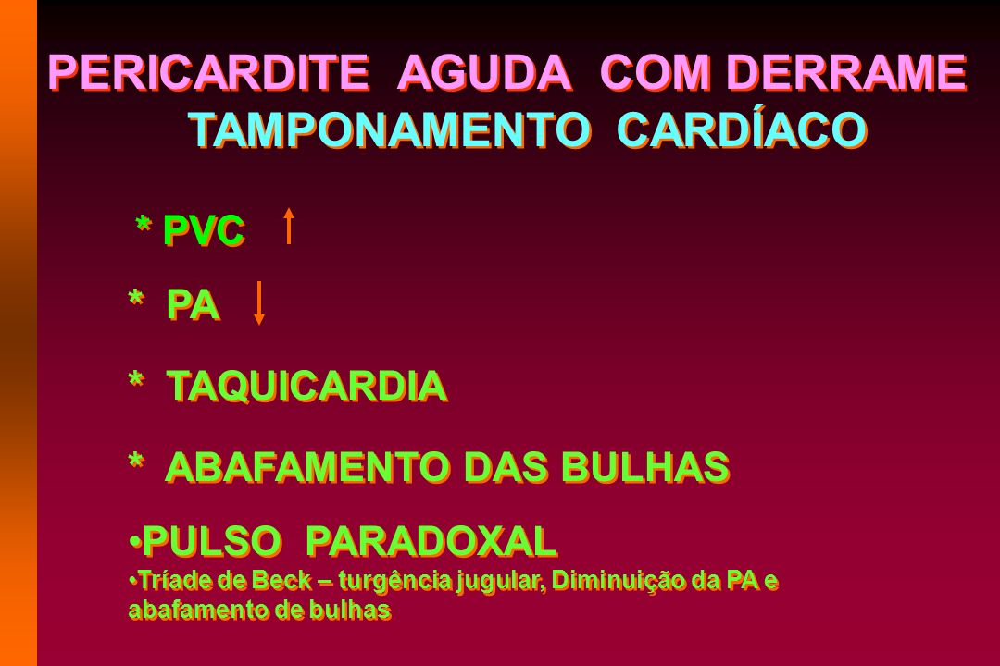 PERICARDITE AGUDA COM DERRAME
TAMPONAMENTO CARDÍACO
* PVC ↑
* PA ↓
* TAQUICARDIA
* ABAFAMENTO DAS BULHAS
•PULSO PARADOXAL
•Tríade de Beck – turgência jugular, Diminuição da PA e
abafamento de bulhas